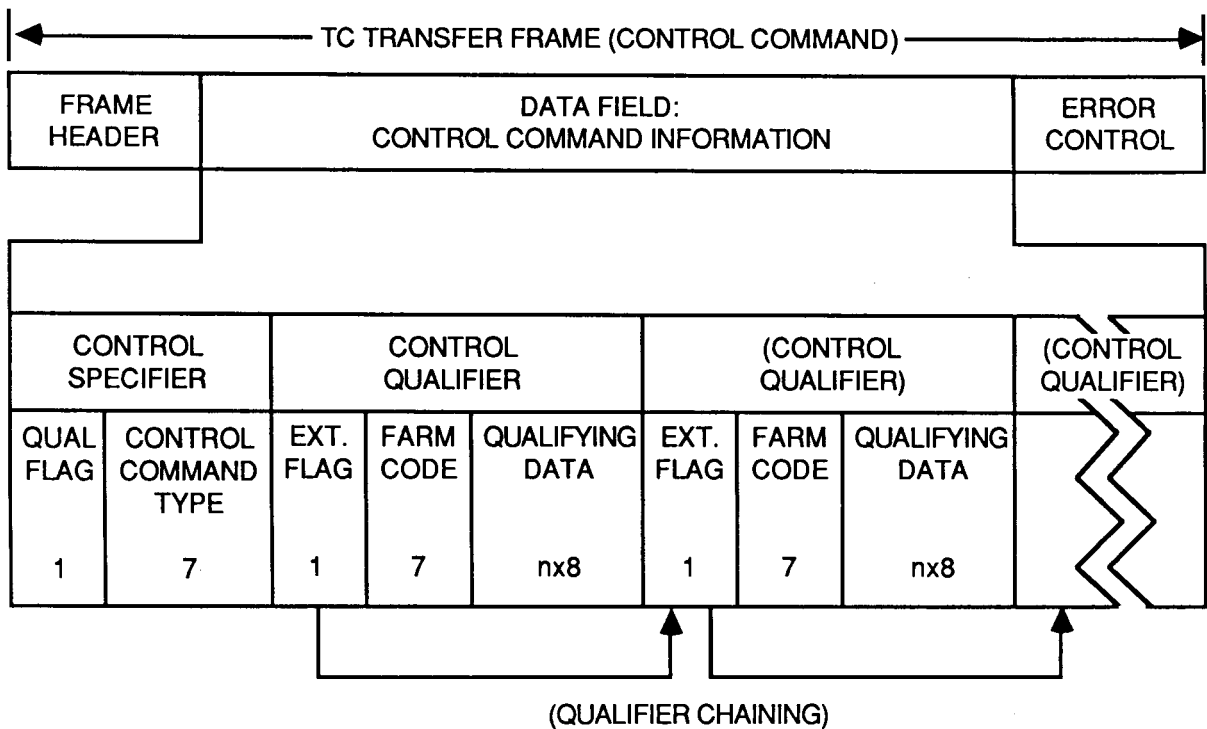 TC TRANSFER FRAME (CONTROL COMMAND)
FRAME
HEADER
DATA FIELD:
CONTROL COMMAND INFORMATION
ERROR
CONTROL
CONTROL
SPECIFIER
CONTROL
QUALIFIER
(CONTROL
QUALIFIER)
(CONTROL
QUALIFIER)
QUAL
FLAG
1
CONTROL
COMMAND
TYPE
7
EXT.
FLAG
1
FARM
CODE
7
QUALIFYING
DATA
nx8
EXT.
FLAG
1
FARM
CODE
7
QUALIFYING
DATA
nx8
(QUALIFIER CHAINING)